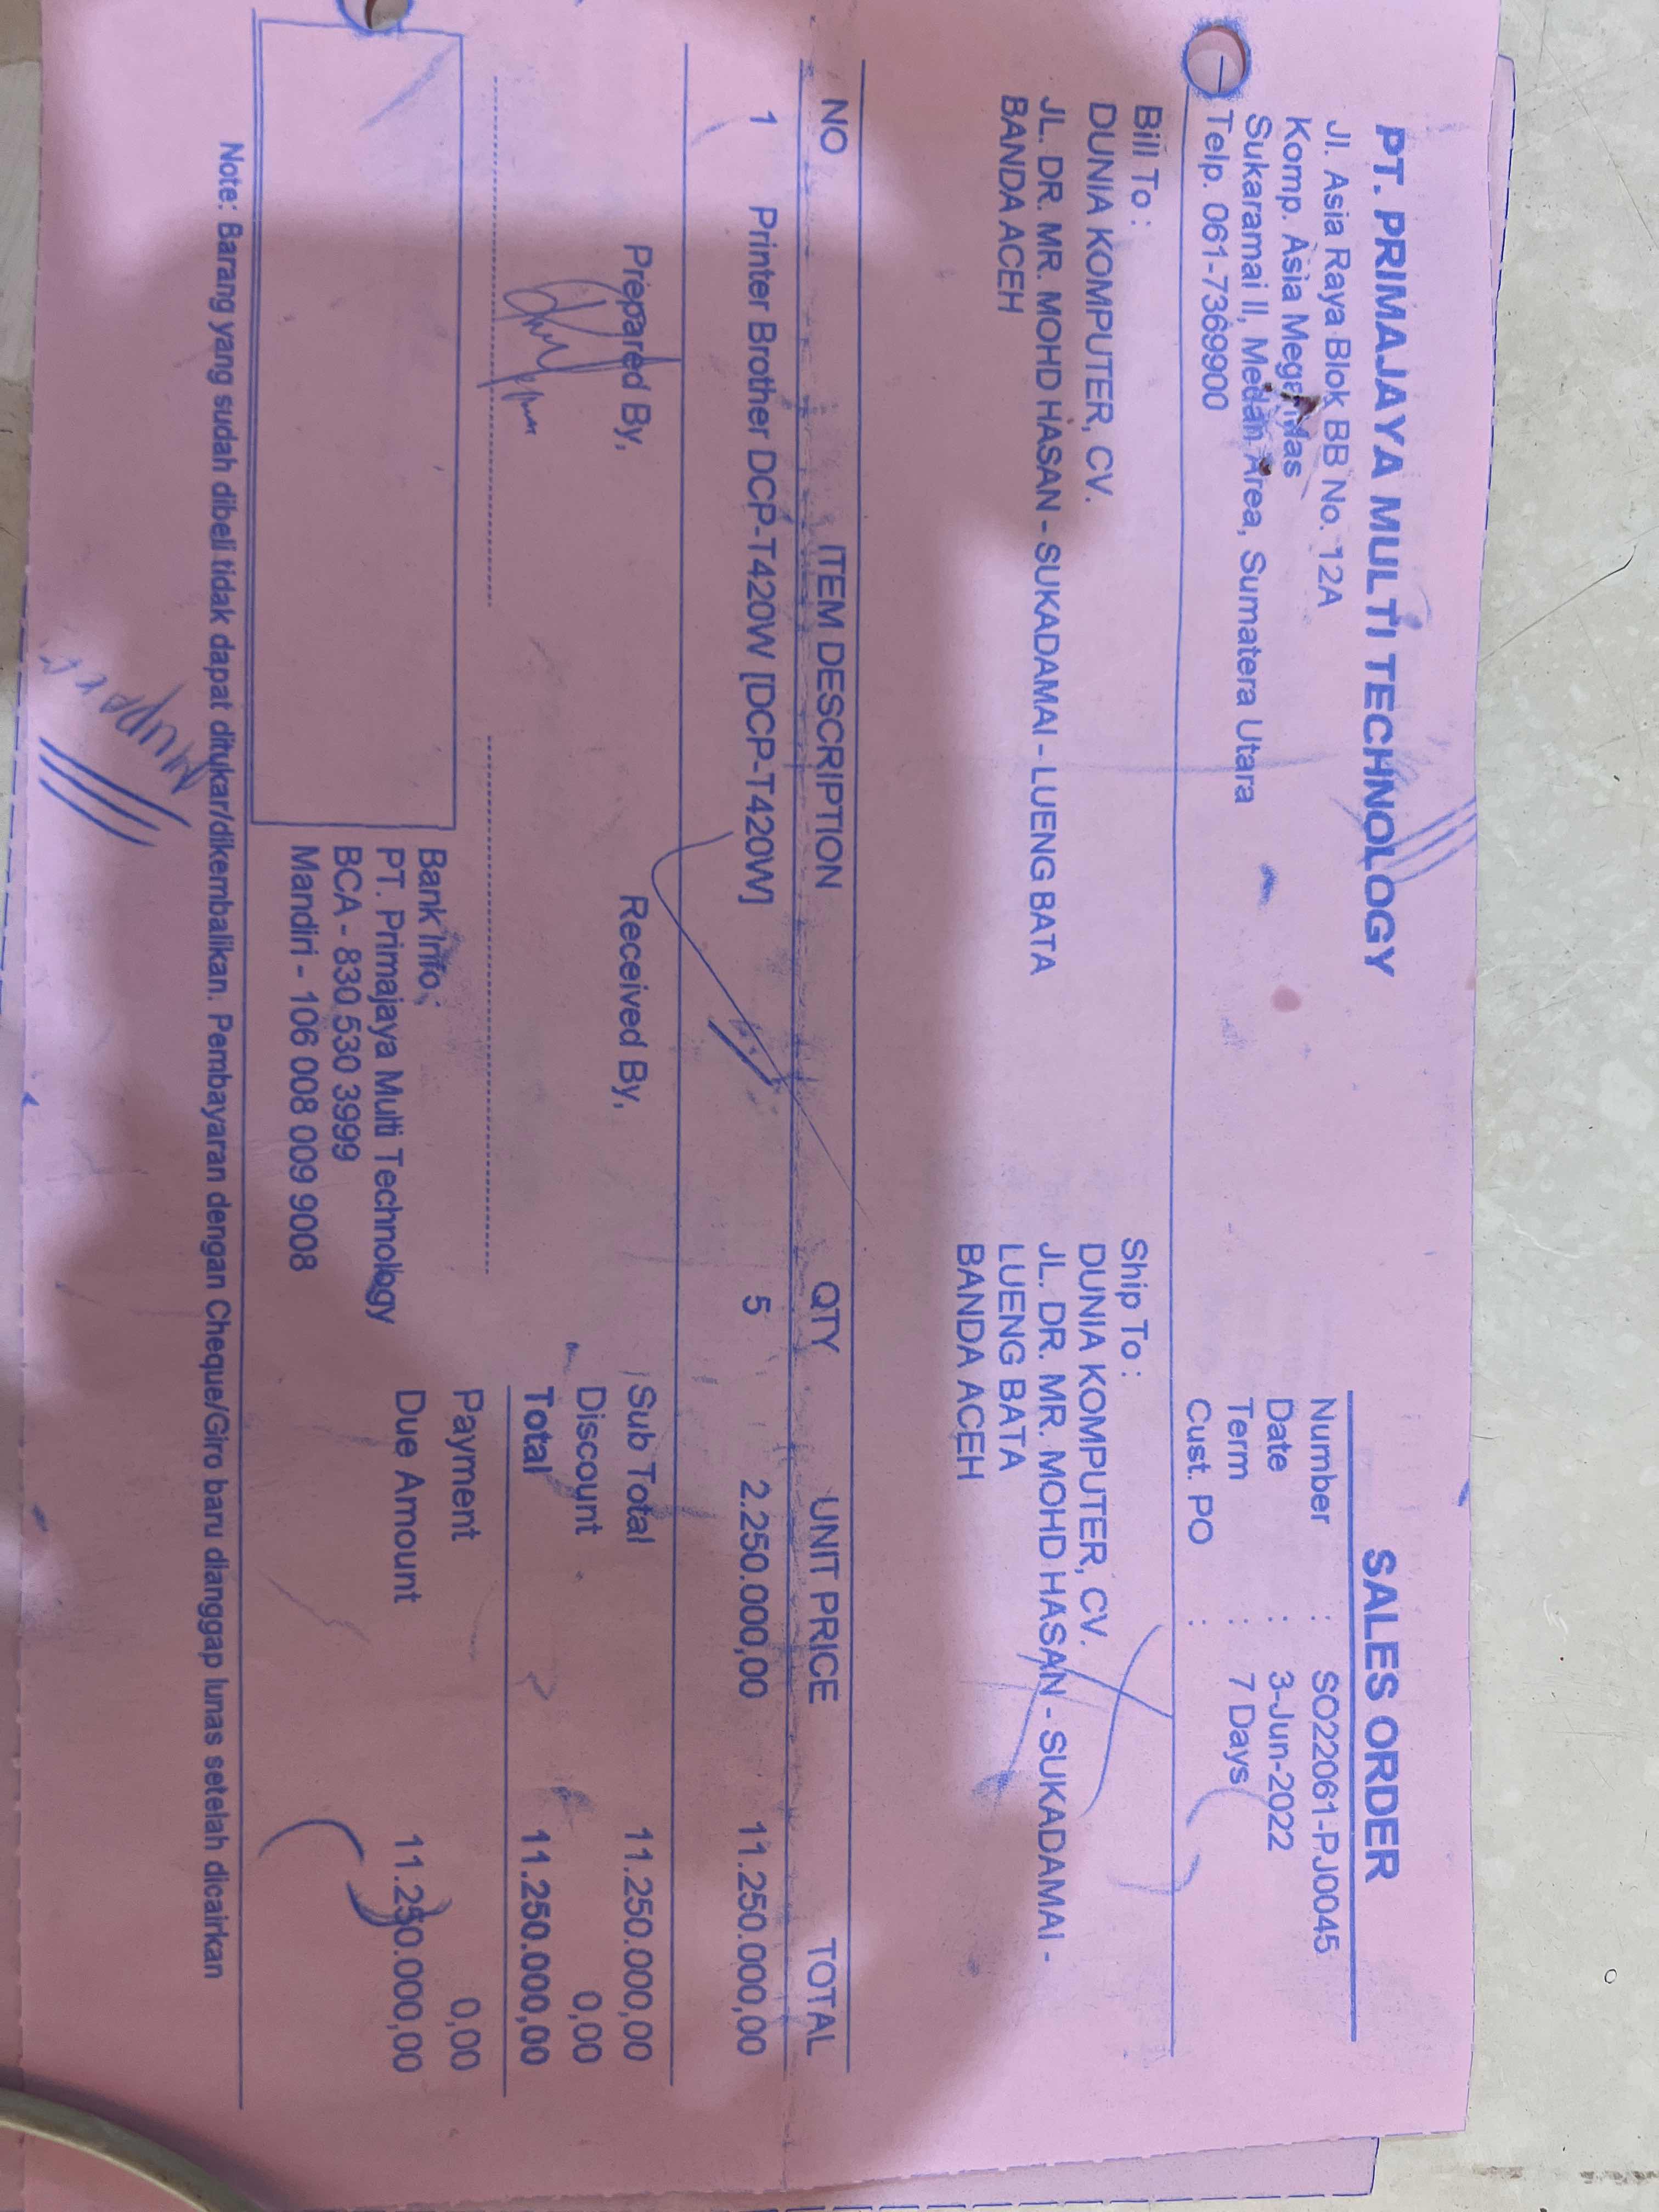 PT. PRIMAJAYA MULTI TECHNOLOGY
Jl. Asia Raya Blok BB No. 12A
Komp. Asia Mega Mas
Sukaramai II, Medan Area, Sumatera Utara
Telp. 061-7369900
SALES ORDER
Number : SO22061-PJ0045
Date : 3-Jun-2022
Term : 7 Days
Cust. PO :
Bill To :
DUNIA KOMPUTER, CV.
JL. DR. MR. MOHD HASAN - SUKADAMAI - LUENG BATA
BANDA ACEH
Ship To :
DUNIA KOMPUTER, CV.
JL. DR. MR. MOHD HASAN - SUKADAMAI -
LUENG BATA
BANDA ACEH
NO ITEM DESCRIPTION QTY UNIT PRICE TOTAL
1 Printer Brother DCP-T420W [DCP-T420W] 5 2.250.000,00 11.250.000,00
Prepared By,
Received By,
Sub Total 11.250.000,00
Discount 0,00
Total 11.250.000,00
Payment 0,00
Due Amount 11.250.000,00
Bank Info :
PT. Primajaya Multi Technology
BCA - 830 530 3999
Mandiri - 106 008 009 9008
Note: Barang yang sudah dibeli tidak dapat ditukar/dikembalikan. Pembayaran dengan Cheque/Giro baru dianggap lunas setelah dicairkan